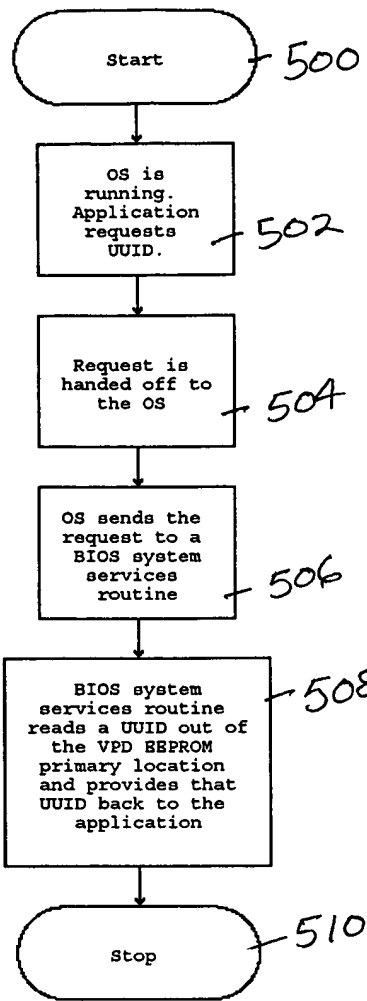 Start
500
OS is
running.
Application
requests
UUID.
502
Request is
handed off to
the OS
504
OS sends the
request to a
BIOS system
services
routine
506
BIOS system
services routine
reads a UUID out of
the VPD EEPROM
primary location
and provides that
UUID back to the
application
508
Stop
510